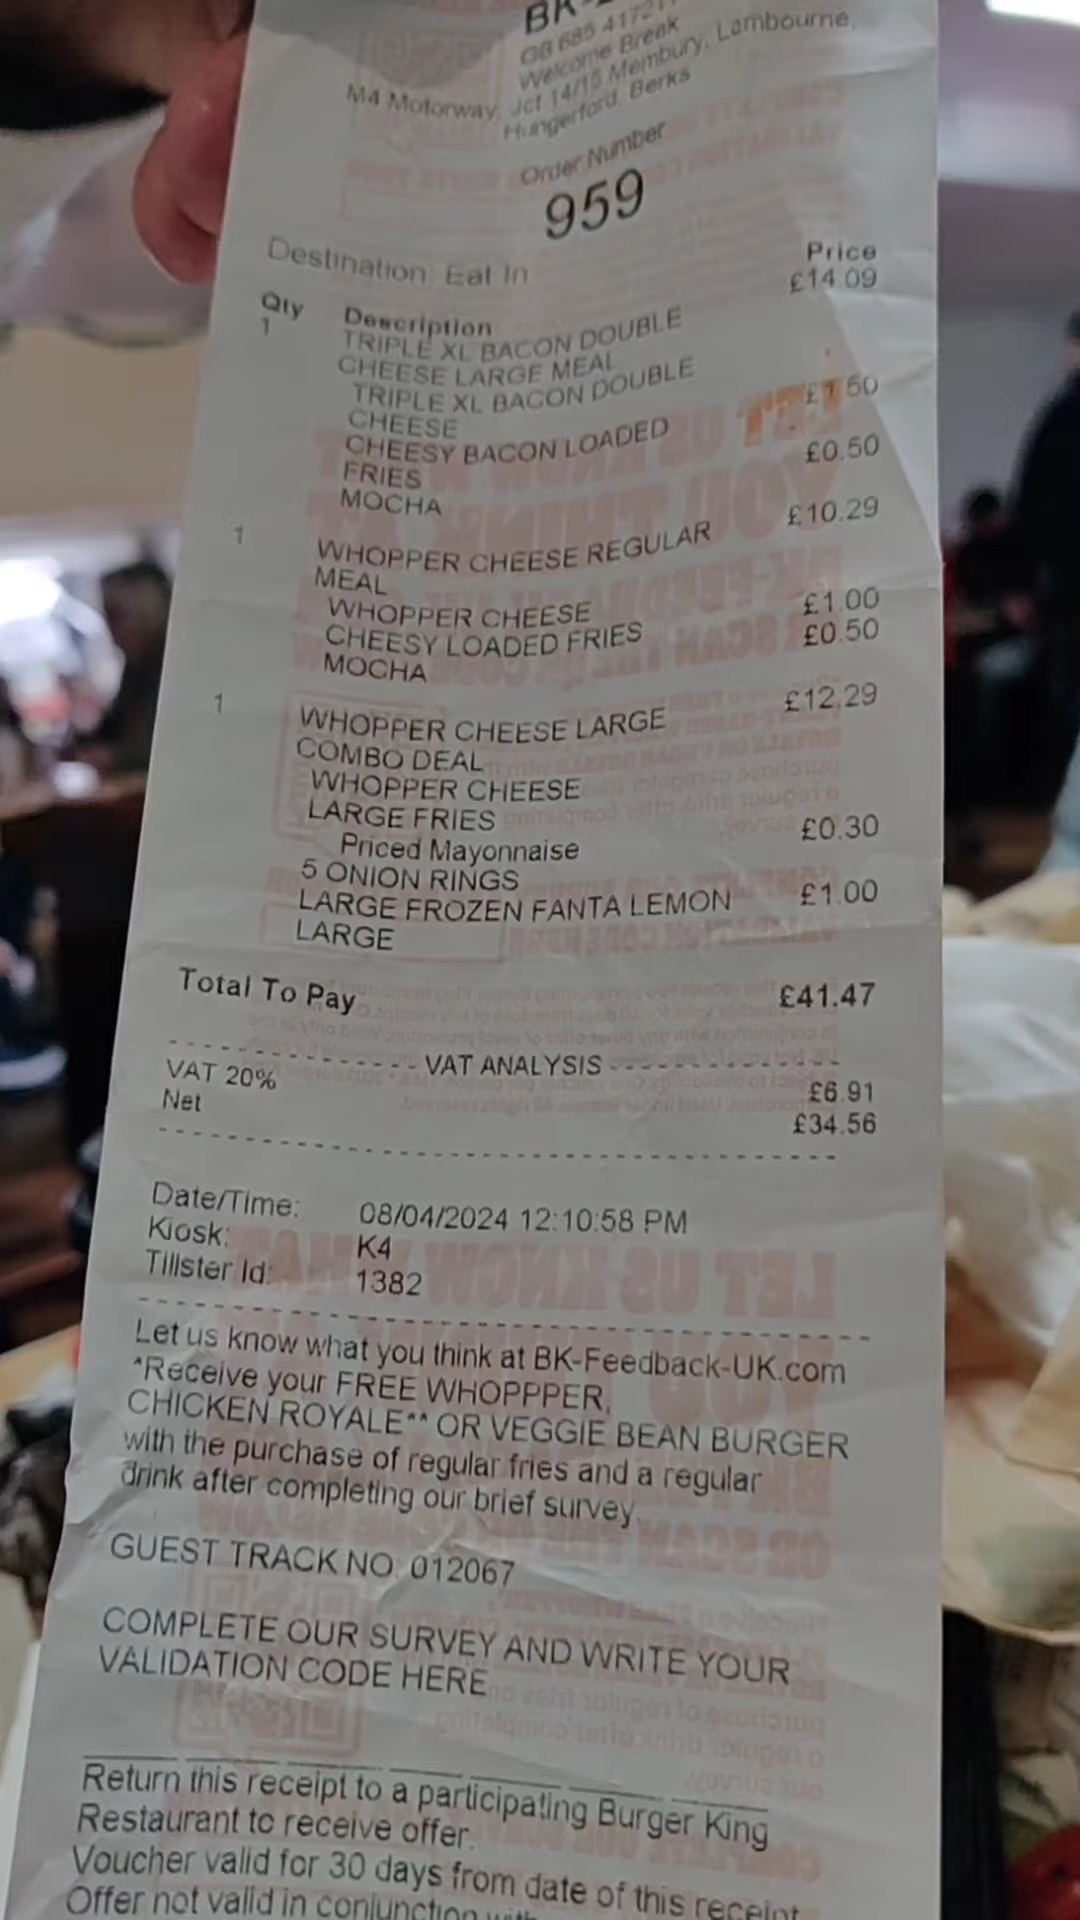 GB 685 4172
Welcome Break
M4 Motorway, Jct 14/15 Membury, Lambourne,
Hungerford, Berks
Order Number
959
Destination: Eat In
Price
Qty Description £14.09
1 TRIPLE XL BACON DOUBLE
CHEESE LARGE MEAL
TRIPLE XL BACON DOUBLE
CHEESE
CHEESY BACON LOADED £1.50
FRIES
MOCHA £0.50
1 WHOPPER CHEESE REGULAR £10.29
MEAL
WHOPPER CHEESE
CHEESY LOADED FRIES £1.00
MOCHA £0.50
1 WHOPPER CHEESE LARGE £12.29
COMBO DEAL
WHOPPER CHEESE
LARGE FRIES
Priced Mayonnaise £0.30
5 ONION RINGS
LARGE FROZEN FANTA LEMON £1.00
LARGE
Total To Pay £41.47
VAT ANALYSIS
VAT 20% £6.91
Net £34.56
Date/Time: 08/04/2024 12:10:58 PM
Kiosk: K4
Tillster Id: 1382
Let us know what you think at BK-Feedback-UK.com
*Receive your FREE WHOPPPER,
CHICKEN ROYALE** OR VEGGIE BEAN BURGER
with the purchase of regular fries and a regular
drink after completing our brief survey.
GUEST TRACK NO: 012067
COMPLETE OUR SURVEY AND WRITE YOUR
VALIDATION CODE HERE
Return this receipt to a participating Burger King
Restaurant to receive offer.
Voucher valid for 30 days from date of this receipt
Offer not valid in conjunction with